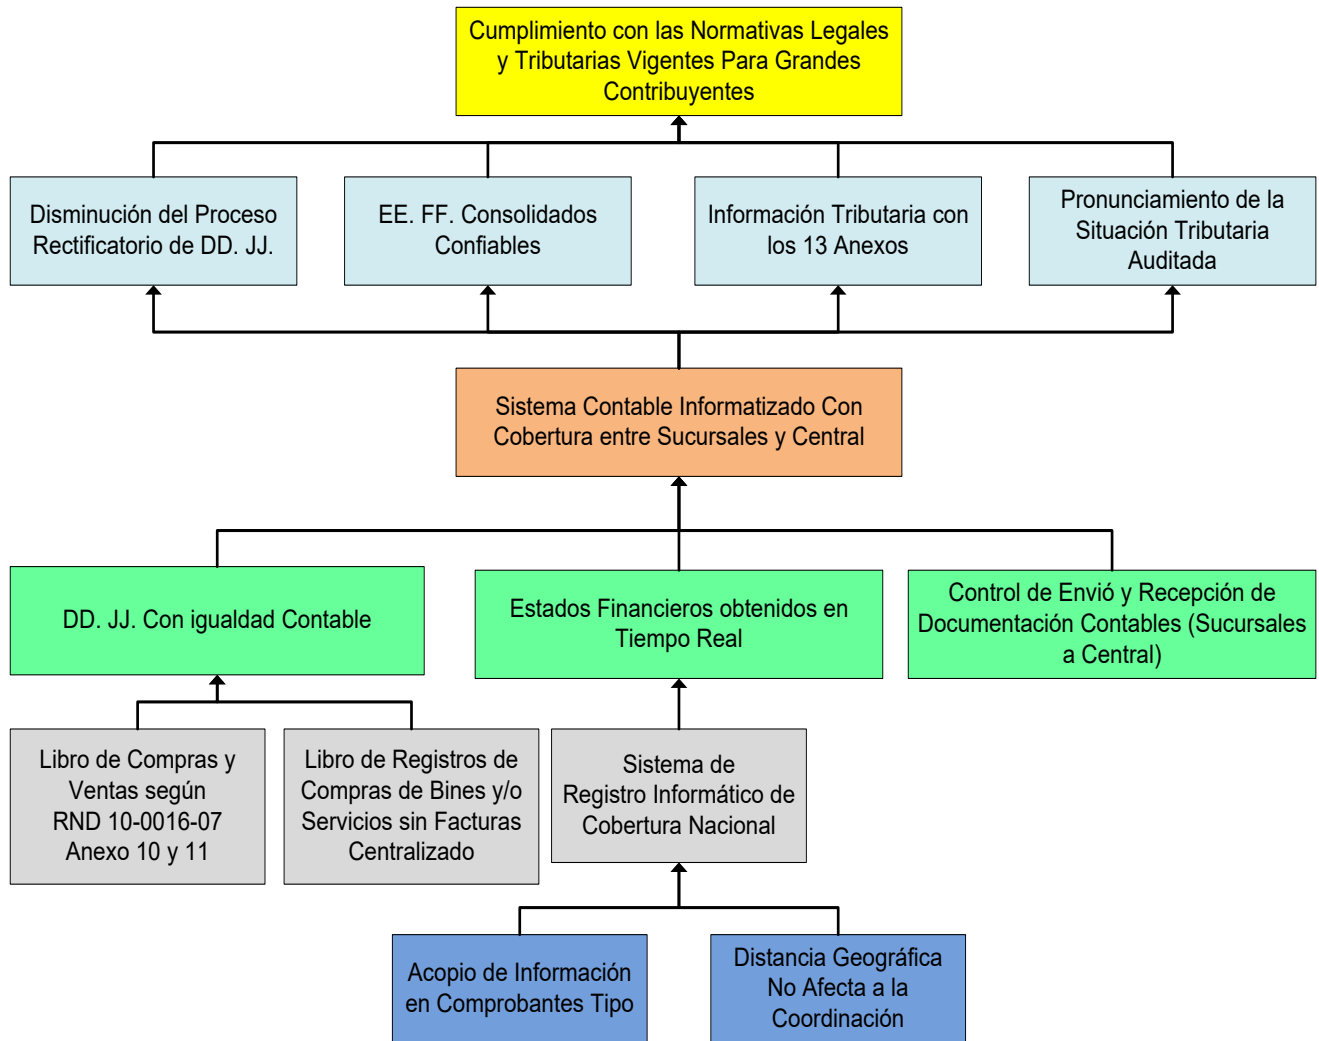 Cumplimiento con las Normativas Legales
y Tributarias Vigentes Para Grandes
Contribuyentes
Disminución del Proceso
Rectificatorio de DD. JJ.
EE. FF. Consolidados
Confiables
Información Tributaria con
los 13 Anexos
Pronunciamiento de la
Situación Tributaria
Auditada
Sistema Contable Informatizado Con
Cobertura entre Sucursales y Central
DD. JJ. Con igualdad Contable
Estados Financieros obtenidos en
Tiempo Real
Control de Envió y Recepción de
Documentación Contables (Sucursales
a Central)
Libro de Compras y
Ventas según
RND 10-0016-07
Anexo 10 y 11
Libro de Registros de
Compras de Bines y/o
Servicios sin Facturas
Centralizado
Sistema de
Registro Informático de
Cobertura Nacional
Acopio de Información
en Comprobantes Tipo
Distancia Geográfica
No Afecta a la
Coordinación